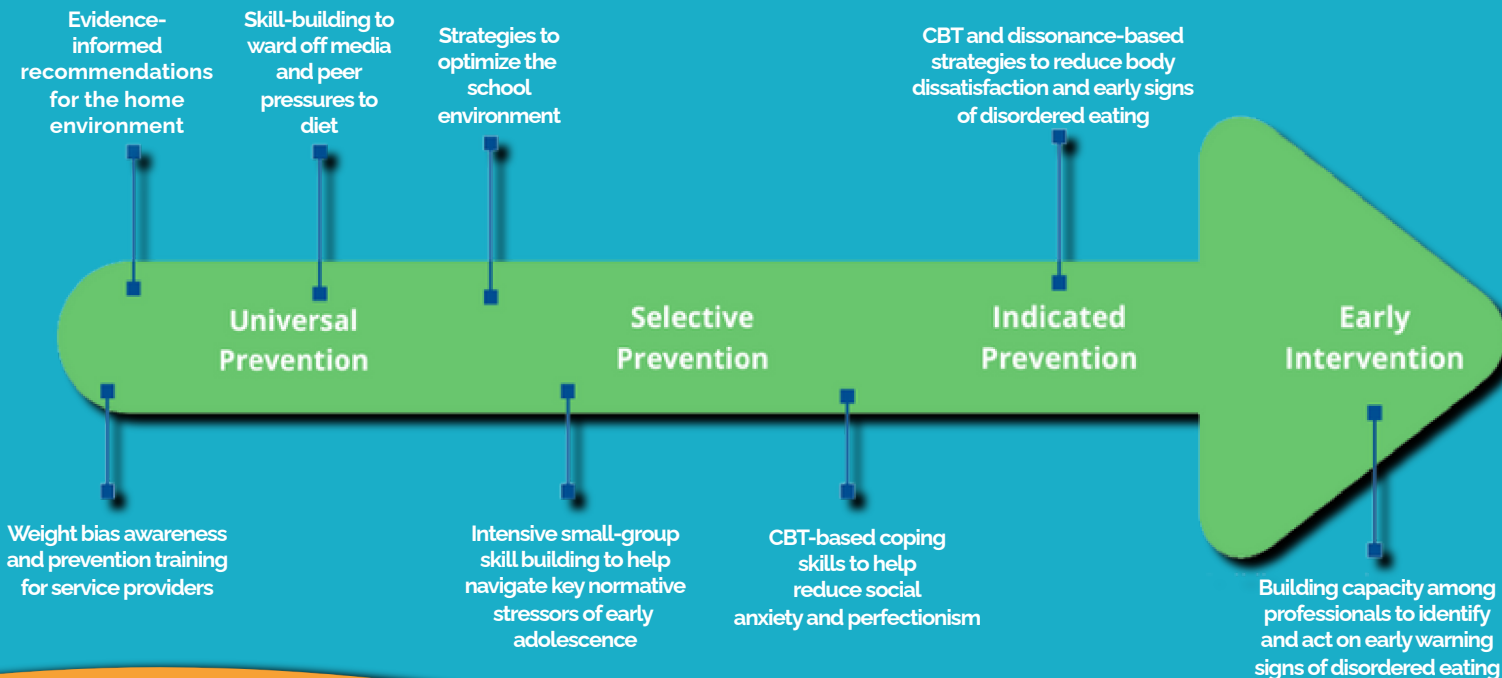 Evidence-
informed
recommendations
for the home
environment
Skill-building to
ward off media
and peer
pressures to
diet
Strategies to
optimize the
school
environment
CBT and dissonance-based
strategies to reduce body
dissatisfaction and early signs
of disordered eating
Universal
Prevention
Selective
Prevention
Indicated
Prevention
Early
Intervention
Weight bias awareness
and prevention training
for service providers
Intensive small-group
skill building to help
navigate key normative
stressors of early
adolescence
CBT-based coping
skills to help
reduce social
anxiety and perfectionism
Building capacity among
professionals to identify
and act on early warning
signs of disordered eating